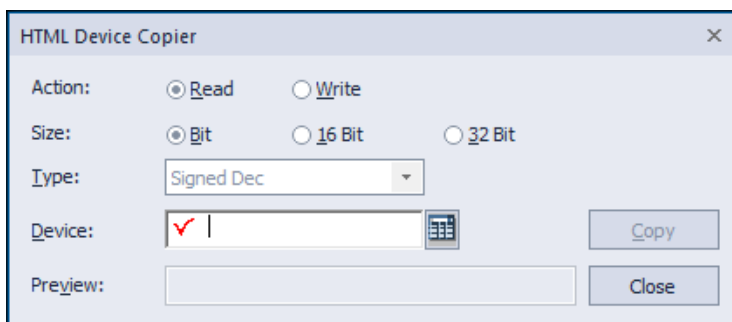 HTML Device Copier
Action: Read Write
Size: Bit 16 Bit 32 Bit
Type: Signed Dec
Device: Copy
Preview: Close